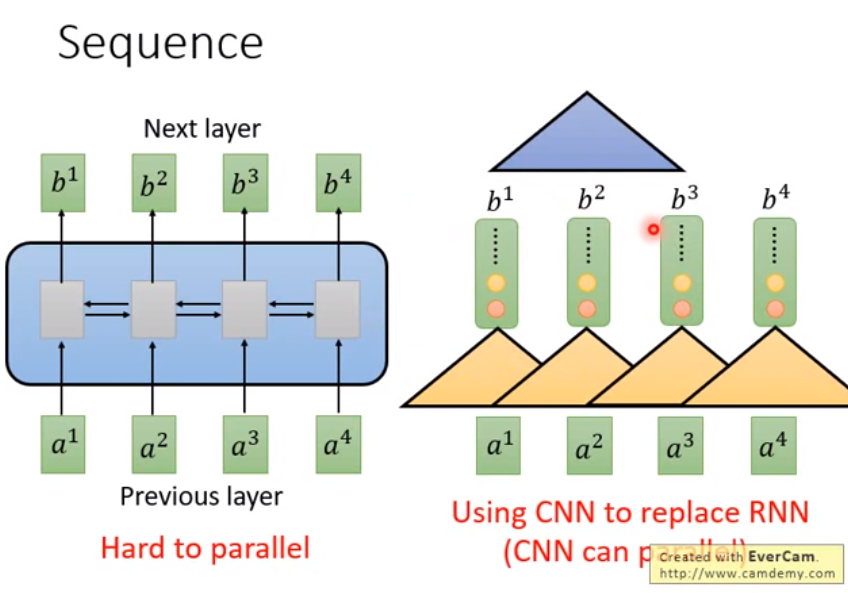 Sequence
Next layer
b¹ b² b³ b⁴
a¹ a² a³ a⁴
Previous layer
Hard to parallel
b¹ b² b³ b⁴
a¹ a² a³ a⁴
Using CNN to replace RNN
(CNN can parallel)
Created with EverCam.
http://www.camdemy.com